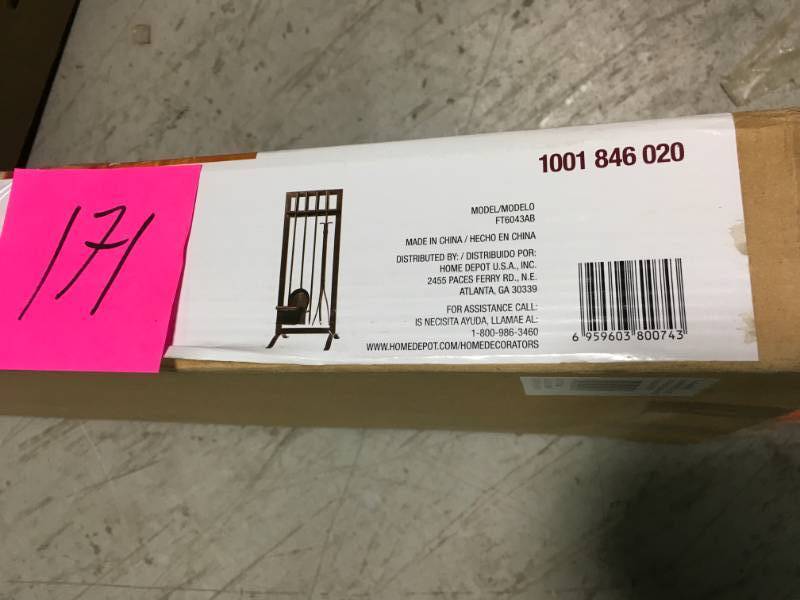 171
1001 846 020
MODEL/MODELO
FT6043AB
MADE IN CHINA / HECHO EN CHINA
DISTRIBUTED BY: / DISTRIBUIDO POR:
HOME DEPOT U.S.A., INC.
2455 PACES FERRY RD., N.E.
ATLANTA, GA 30339
FOR ASSISTANCE CALL:
IS NECISITA AYUDA, LLAMAE AL:
1-800-986-3460
WWW.HOMEDEPOT.COM/HOMEDECORATORS
6 959603 800743